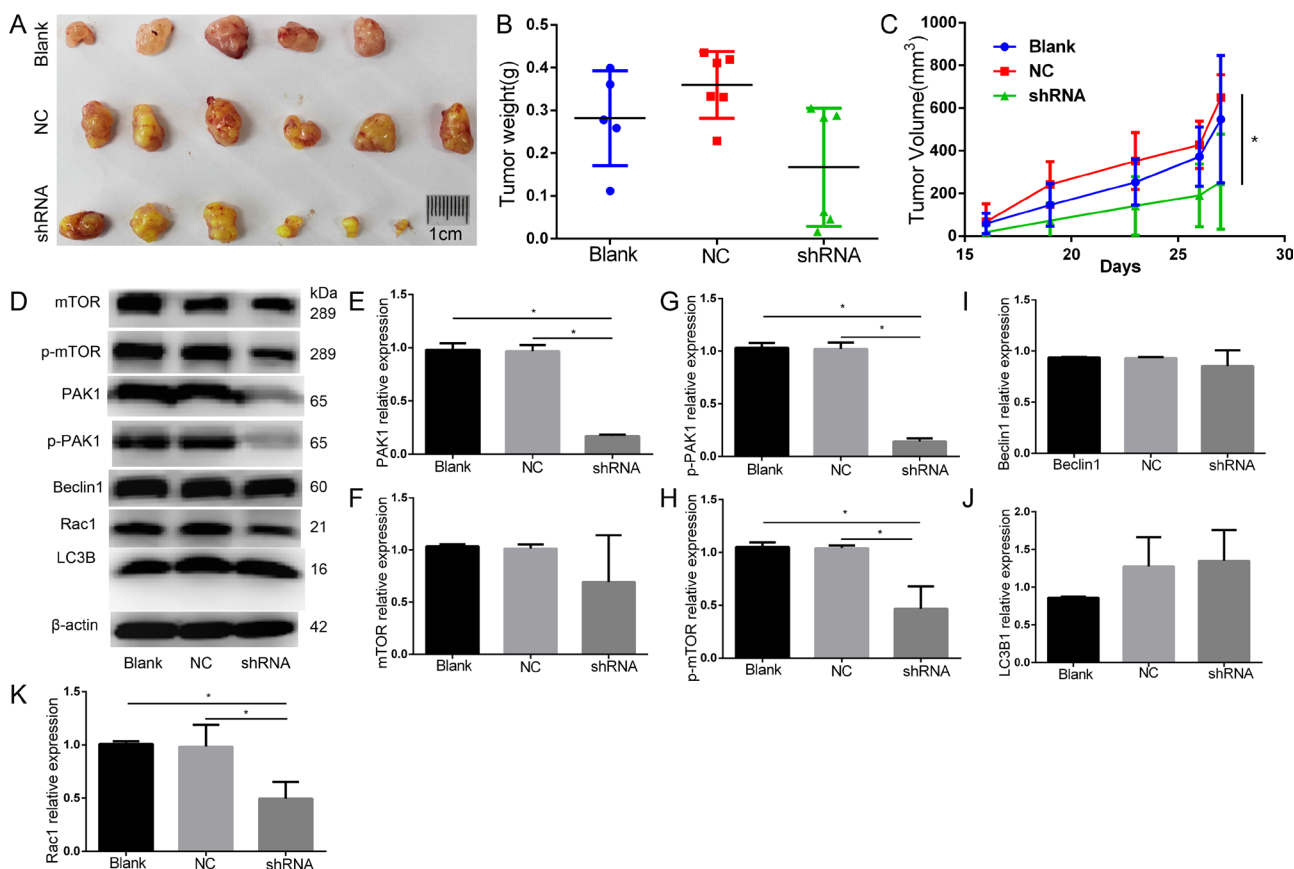 A
Blank
NC
shRNA
1cm
B
Tumor weight(g)
0.5
0.4
0.3
0.2
0.1
0.0
Blank
NC
shRNA
C
Tumor Volume(mm³)
1000
800
600
400
200
0
Blank
NC
shRNA
*
15
20
25
30
Days
D
kDa
mTOR
289
p-mTOR
289
PAK1
65
p-PAK1
65
Beclin1
60
Rac1
21
LC3B
16
β-actin
42
Blank NC shRNA
E
PAK1 relative expression
1.5
1.0
0.5
0.0
*
*
Blank NC shRNA
G
p-PAK1 relative expression
1.5
1.0
0.5
0.0
*
*
Blank NC shRNA
I
Beclin1 relative expression
1.5
1.0
0.5
0.0
Beclin1 NC shRNA
F
mTOR relative expression
1.5
1.0
0.5
0.0
Blank NC shRNA
H
p-mTOR relative expression
1.5
1.0
0.5
0.0
*
*
Blank NC shRNA
J
LC3B1 relative expression
2.0
1.5
1.0
0.5
0.0
Blank NC shRNA
K
Rac1 relative expression
1.5
1.0
0.5
0.0
*
*
Blank NC shRNA